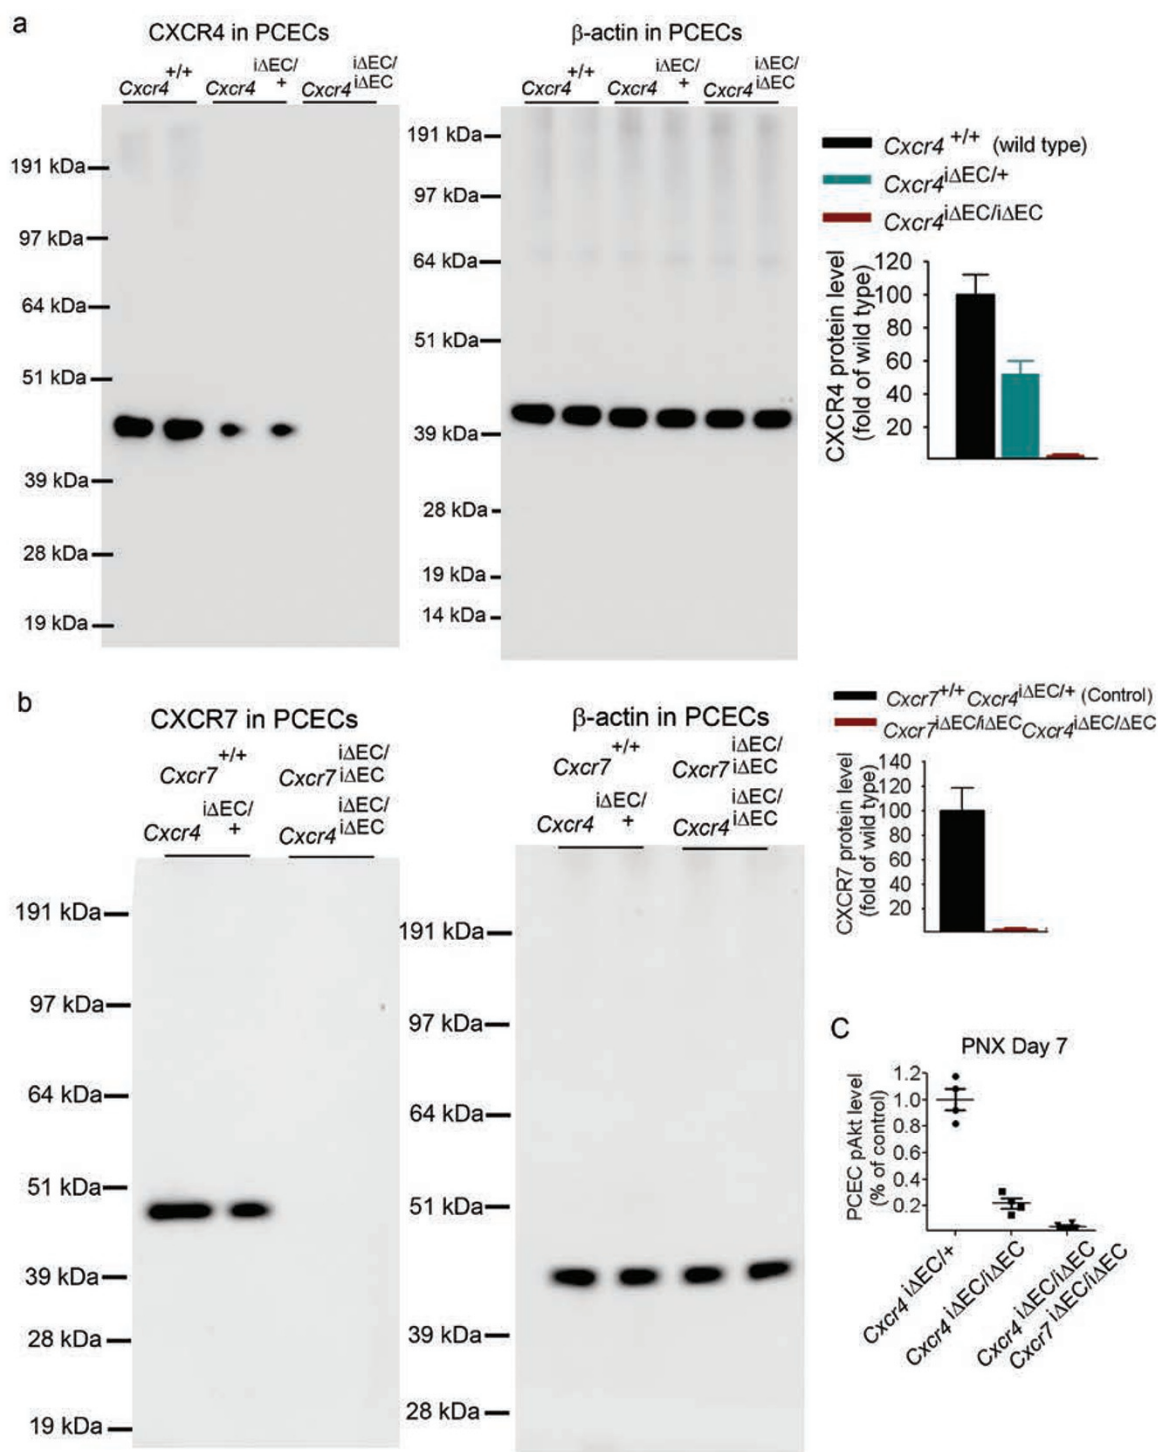 a
CXCR4 in PCECs
Cxcr4 +/+ Cxcr4 iΔEC/+ Cxcr4 iΔEC/iΔEC
191 kDa
97 kDa
64 kDa
51 kDa
39 kDa
28 kDa
19 kDa
β-actin in PCECs
Cxcr4 +/+ Cxcr4 iΔEC/+ Cxcr4 iΔEC/iΔEC
191 kDa
97 kDa
64 kDa
51 kDa
39 kDa
28 kDa
19 kDa
14 kDa
Cxcr4 +/+ (wild type)
Cxcr4 iΔEC/+
Cxcr4 iΔEC/iΔEC
CXCR4 protein level
(fold of wild type)
120
100
80
60
40
20
b
CXCR7 in PCECs
Cxcr7 +/+ Cxcr7 iΔEC/iΔEC
Cxcr4 iΔEC/+ Cxcr4 iΔEC/iΔEC
191 kDa
97 kDa
64 kDa
51 kDa
39 kDa
28 kDa
19 kDa
β-actin in PCECs
Cxcr7 +/+ Cxcr7 iΔEC/iΔEC
Cxcr4 iΔEC/+ Cxcr4 iΔEC/iΔEC
191 kDa
97 kDa
64 kDa
51 kDa
39 kDa
28 kDa
Cxcr7 +/+ Cxcr4 iΔEC/+ (Control)
Cxcr7 iΔEC/iΔEC Cxcr4 iΔEC/ΔEC
CXCR7 protein level
(fold of wild type)
140
120
100
80
60
40
20
C
PNX Day 7
PCEC pAkt level
(% of control)
1.2
1.0
0.8
0.6
0.4
0.2
Cxcr4 iΔEC/+
Cxcr4 iΔEC/iΔEC
Cxcr4 iΔEC/iΔEC
Cxcr7 iΔEC/iΔEC